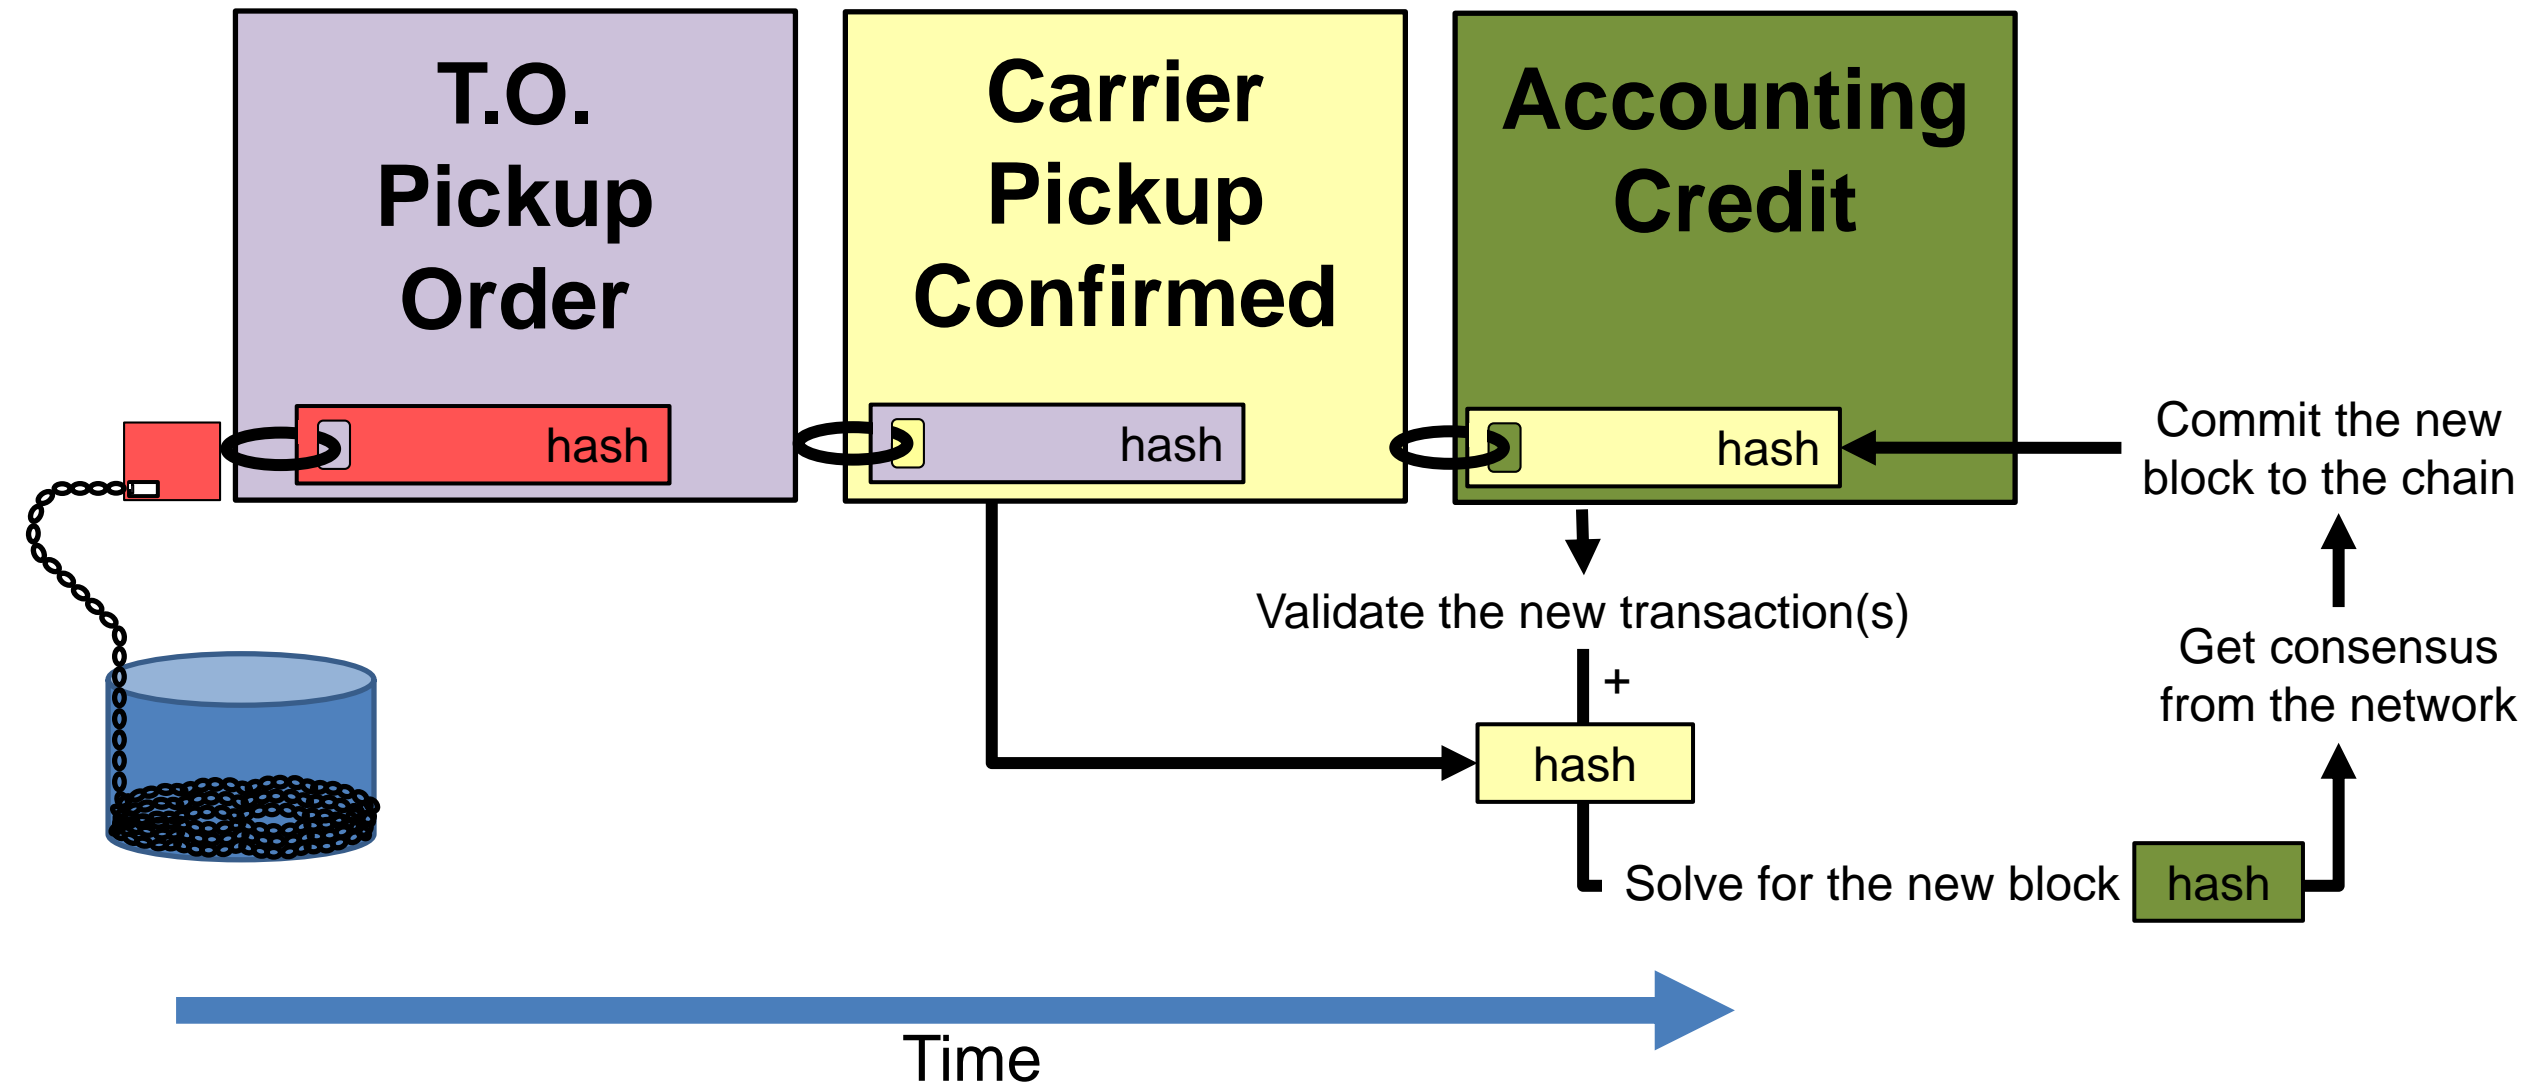 T.O.
Pickup
Order
hash
Carrier
Pickup
Confirmed
hash
Accounting
Credit
hash
Commit the new
block to the chain
Validate the new transaction(s)
+
hash
Solve for the new block
hash
Get consensus
from the network
Time